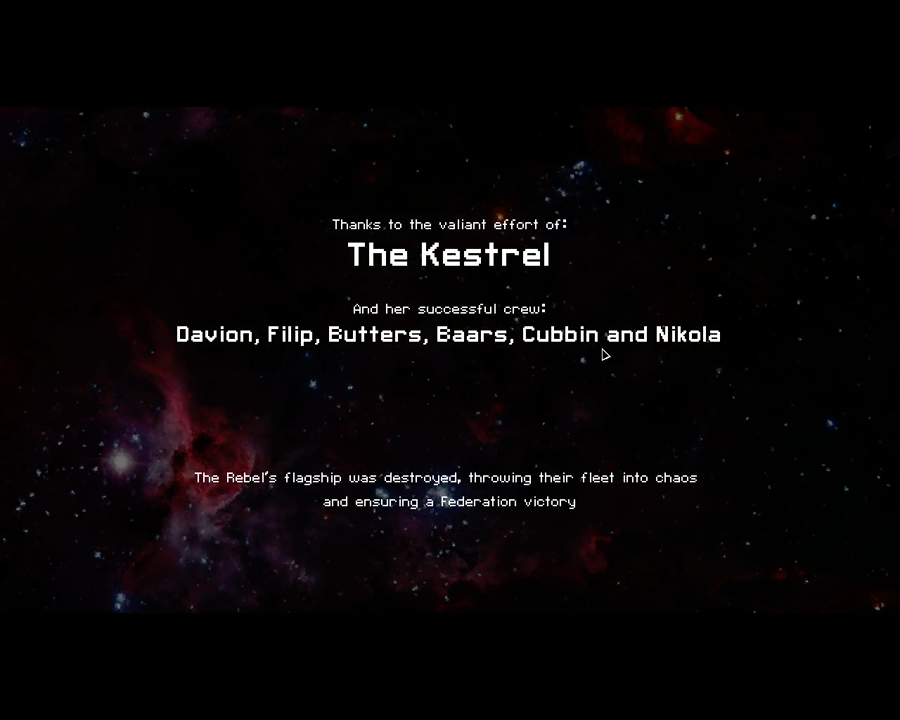 Thanks to the valiant effort of:
The Kestrel
And her successful crew:
Davion, Filip, Butters, Baars, Cubbin and Nikola
The Rebel's flagship was destroyed, throwing their fleet into chaos
and ensuring a Federation victory